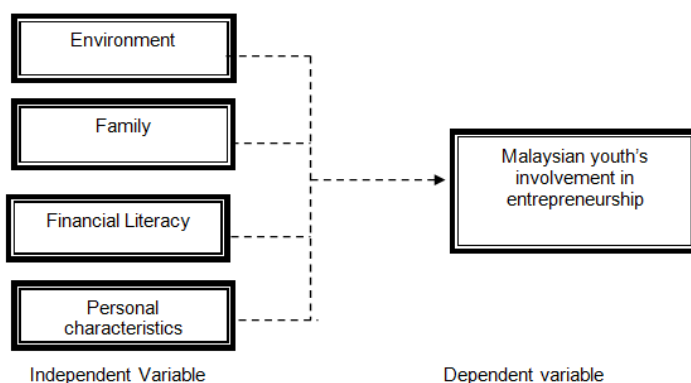 Environment
Family
Financial Literacy
Personal
characteristics
Malaysian youth's
involvement in
entrepreneurship
Independent Variable
Dependent variable